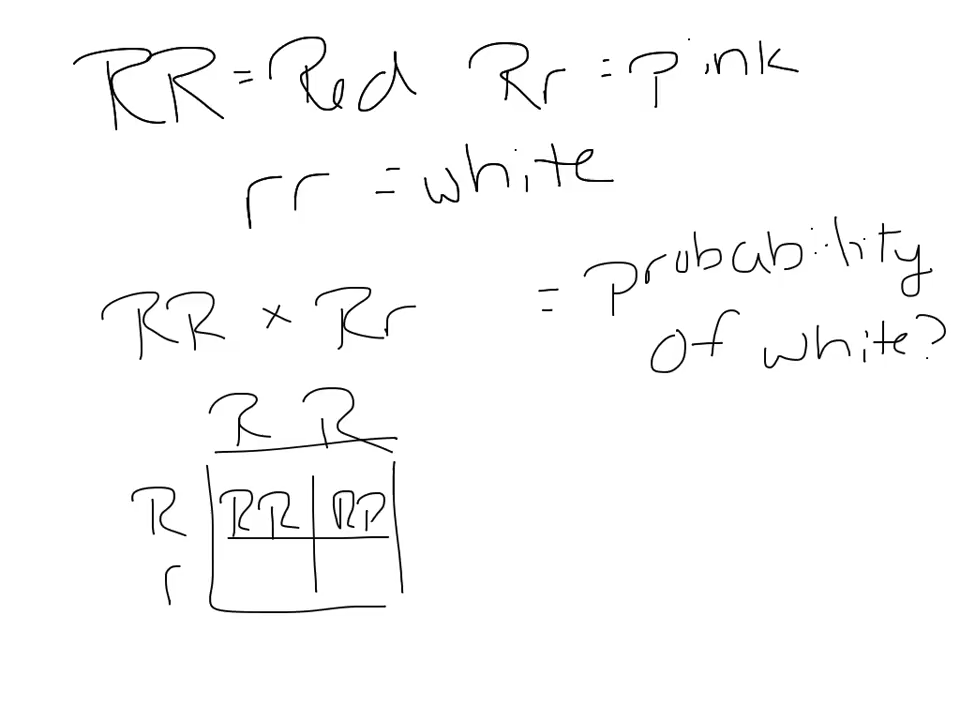 RR = Red Rr = pink
rr = white
RR × Rr = probability
of white?
R R
R RR RR
r